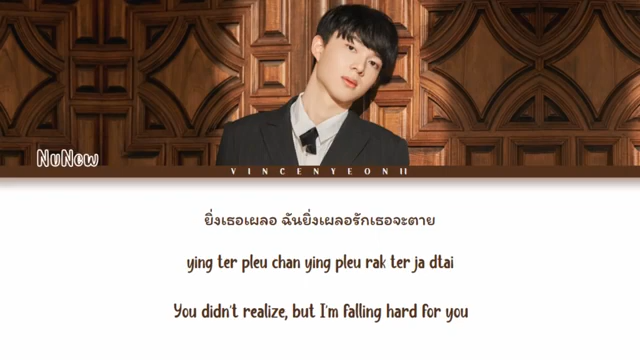 NuNew
VINCENYEONH
ยิ่งเธอเผลอ ฉันยิ่งเผลอรักเธอจะตาย
ying ter pleu chan ying pleu rak ter ja dtai
You didn't realize, but I'm falling hard for you